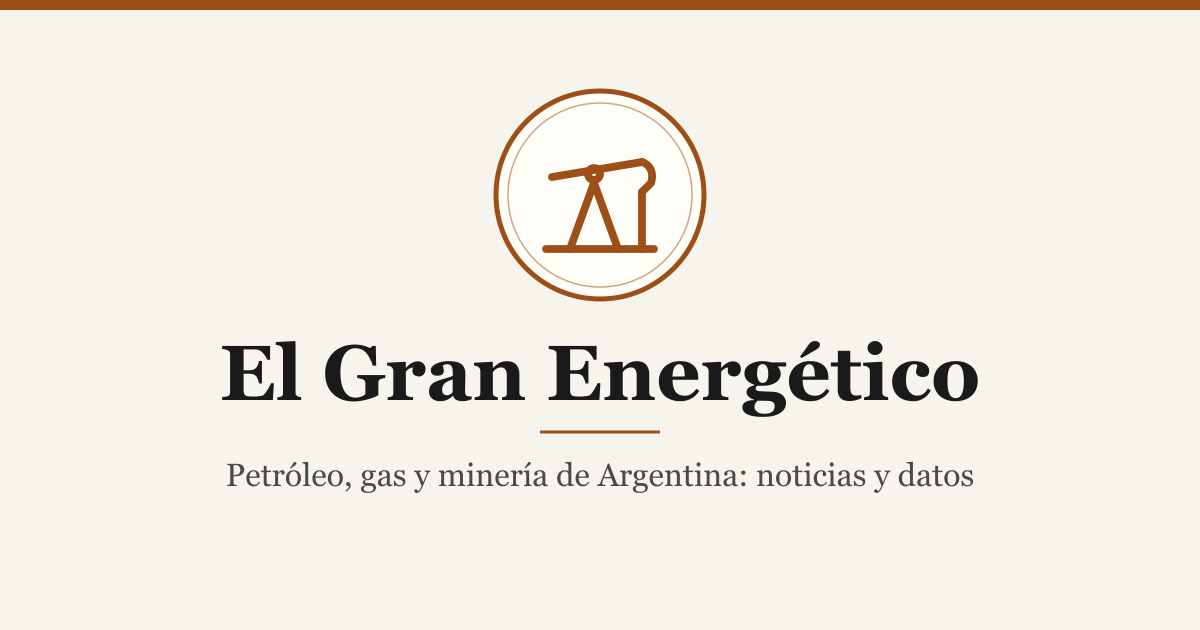 El Gran Energético
Petróleo, gas y minería de Argentina: noticias y datos